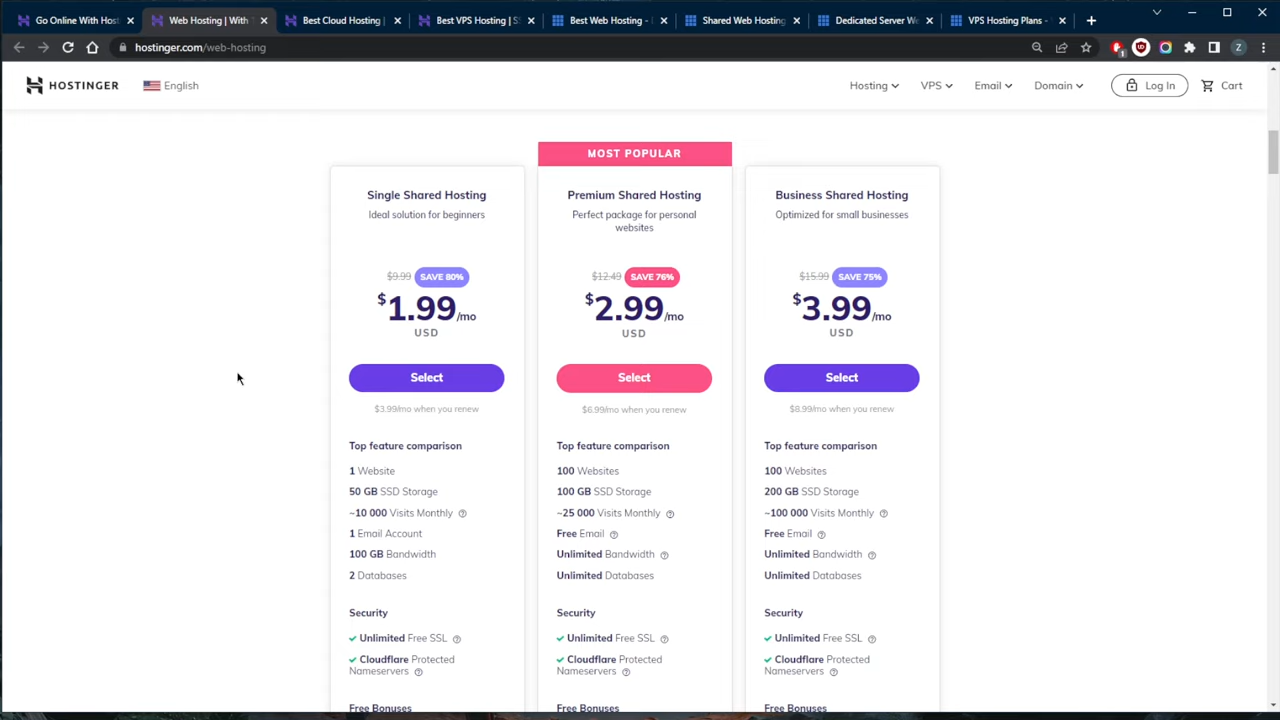 Go Online With Host
Web Hosting | With
Best Cloud Hosting |
Best VPS Hosting | SS
Best Web Hosting -
Shared Web Hosting
Dedicated Server We
VPS Hosting Plans -
hostinger.com/web-hosting
1
Z
HOSTINGER
English
Hosting
VPS
Email
Domain
Log In
Cart
MOST POPULAR
Single Shared Hosting
Ideal solution for beginners
$9.99 SAVE 80%
$1.99/mo
USD
Select
$3.99/mo when you renew
Top feature comparison
1 Website
50 GB SSD Storage
~10 000 Visits Monthly
1 Email Account
100 GB Bandwidth
2 Databases
Security
Unlimited Free SSL
Cloudflare Protected
Nameservers
Free Bonuses
Premium Shared Hosting
Perfect package for personal
websites
$12.49 SAVE 76%
$2.99/mo
USD
Select
$6.99/mo when you renew
Top feature comparison
100 Websites
100 GB SSD Storage
~25 000 Visits Monthly
Free Email
Unlimited Bandwidth
Unlimited Databases
Security
Unlimited Free SSL
Cloudflare Protected
Nameservers
Free Bonuses
Business Shared Hosting
Optimized for small businesses
$15.99 SAVE 75%
$3.99/mo
USD
Select
$8.99/mo when you renew
Top feature comparison
100 Websites
200 GB SSD Storage
~100 000 Visits Monthly
Free Email
Unlimited Bandwidth
Unlimited Databases
Security
Unlimited Free SSL
Cloudflare Protected
Nameservers
Free Bonuses